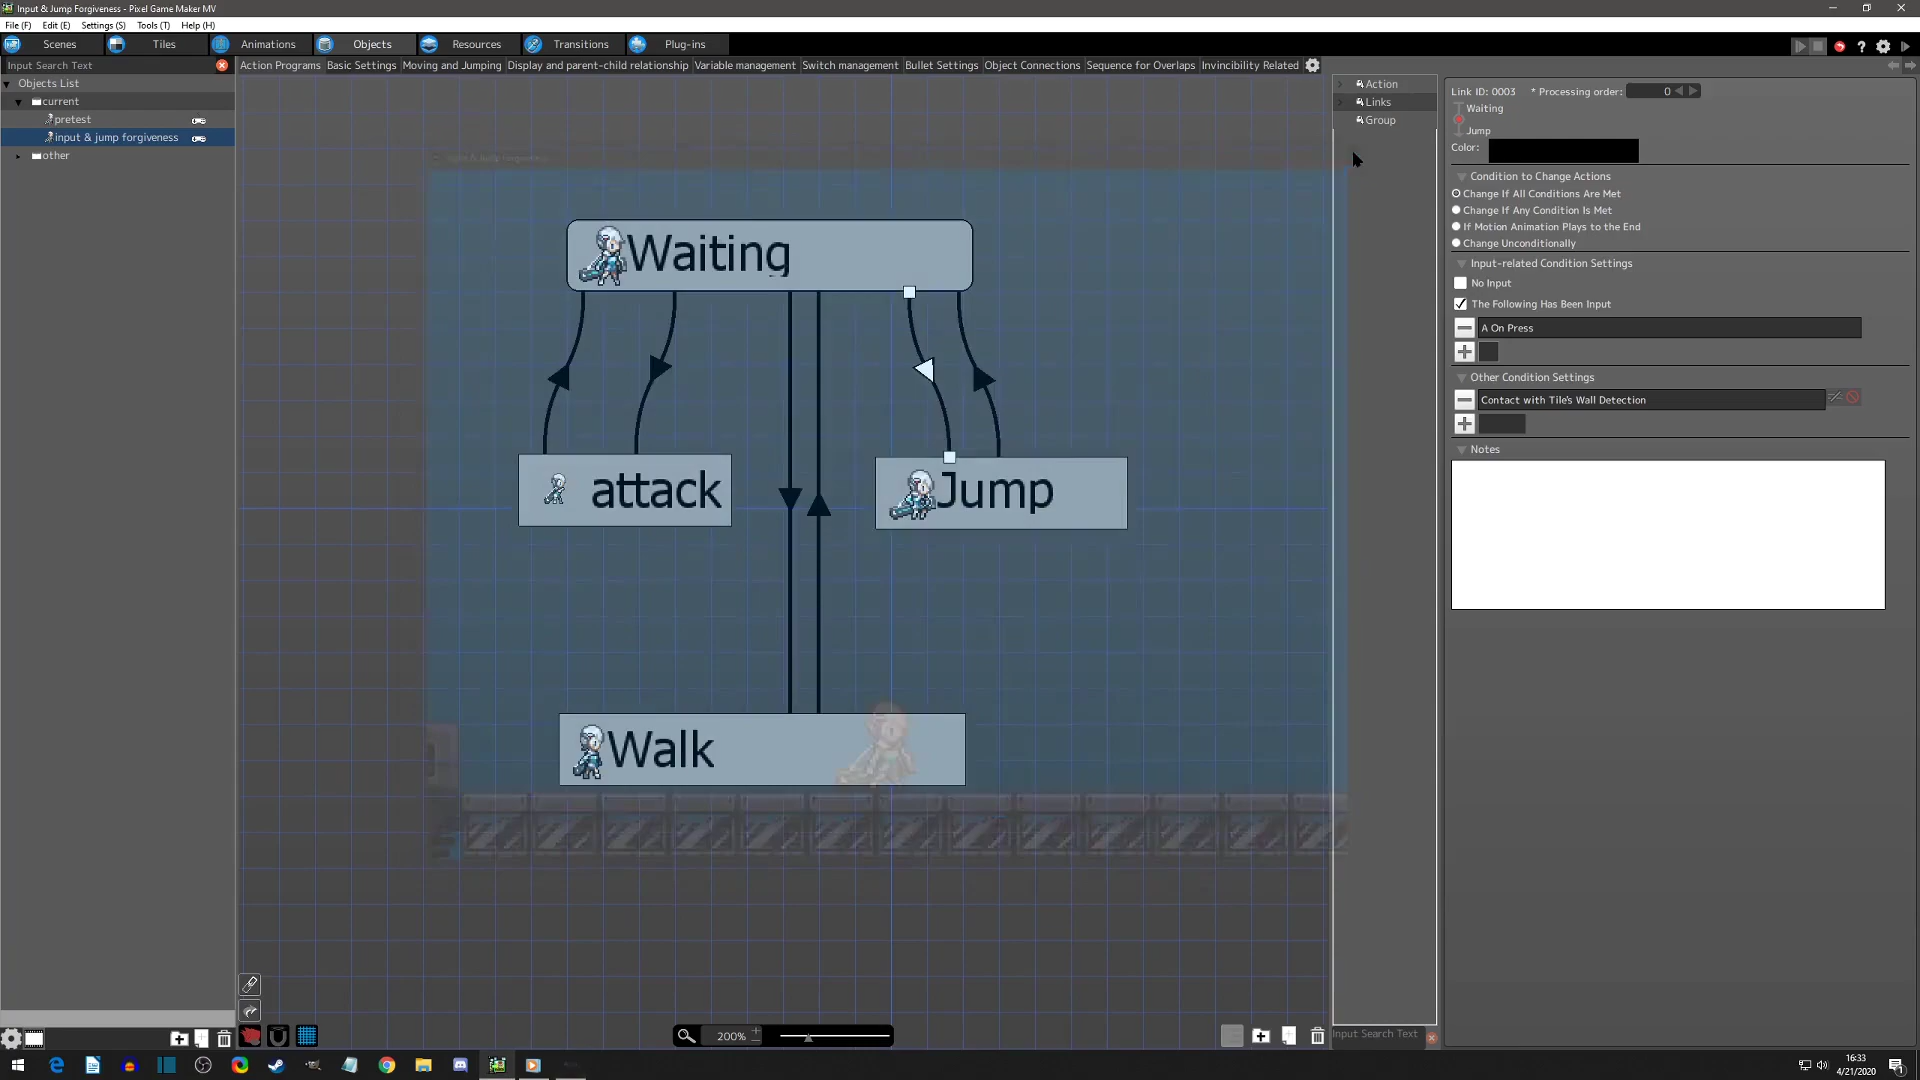 Input & Jump Forgiveness - Pixel Game Maker MV
File (F) Edit (E) Settings (S) Tools (T) Help (H)
Scenes Tiles Animations Objects Resources Transitions Plug-ins
Input Search Text
Action Programs Basic Settings Moving and Jumping Display and parent-child relationship Variable management Switch management Bullet Settings Object Connections Sequence for Overlaps Invincibility Related
Objects List
current
pretest
input & jump forgiveness
other
Waiting
attack
Jump
Walk
200%
Action
Links
Group
Input Search Text
Link ID: 0003 * Processing order: 0
Waiting
Jump
Color:
Condition to Change Actions
Change If All Conditions Are Met
Change If Any Condition Is Met
If Motion Animation Plays to the End
Change Unconditionally
Input-related Condition Settings
No Input
The Following Has Been Input
A On Press
Other Condition Settings
Contact with Tile's Wall Detection
Notes
16:33
4/21/2020